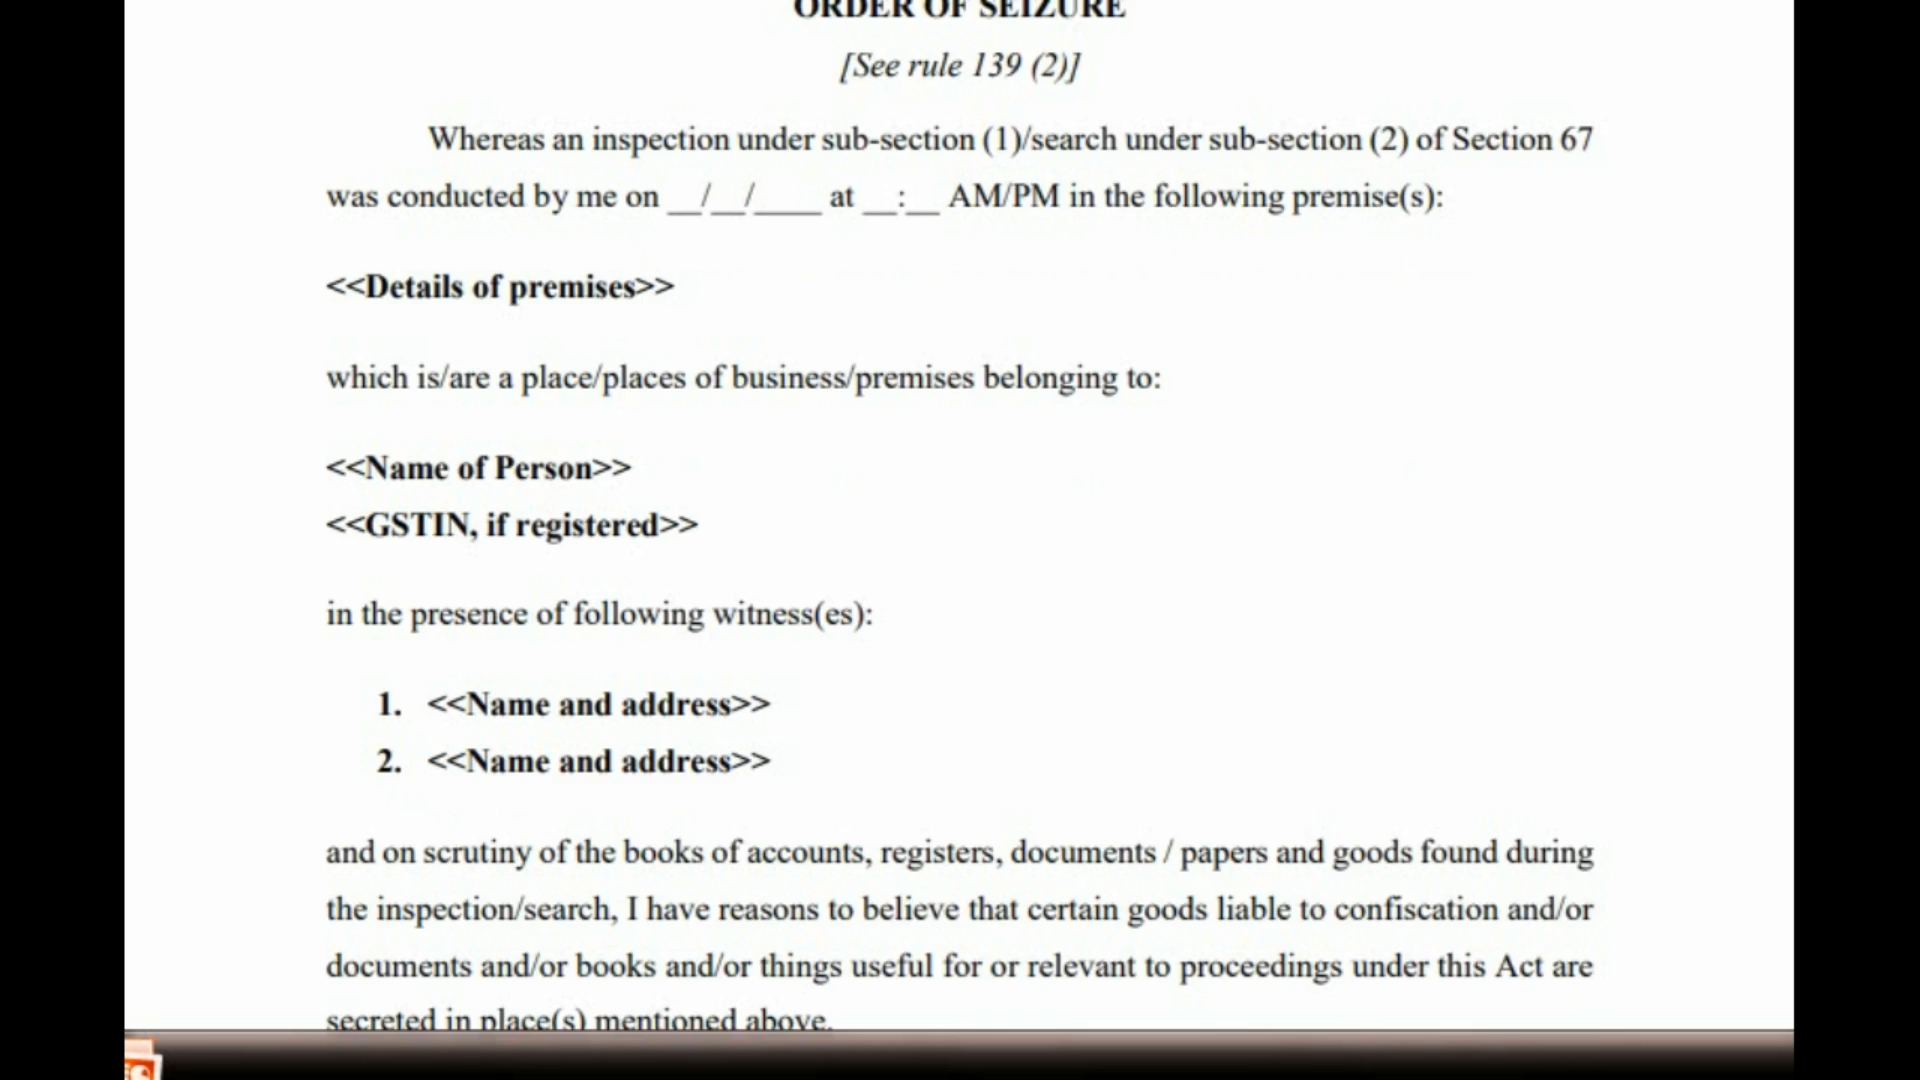 ORDER OF SEIZURE
[See rule 139 (2)]
Whereas an inspection under sub-section (1)/search under sub-section (2) of Section 67
was conducted by me on __/__/____ at __:__ AM/PM in the following premise(s):
<<Details of premises>>
which is/are a place/places of business/premises belonging to:
<<Name of Person>>
<<GSTIN, if registered>>
in the presence of following witness(es):
1. <<Name and address>>
2. <<Name and address>>
and on scrutiny of the books of accounts, registers, documents / papers and goods found during
the inspection/search, I have reasons to believe that certain goods liable to confiscation and/or
documents and/or books and/or things useful for or relevant to proceedings under this Act are
secreted in place(s) mentioned above.